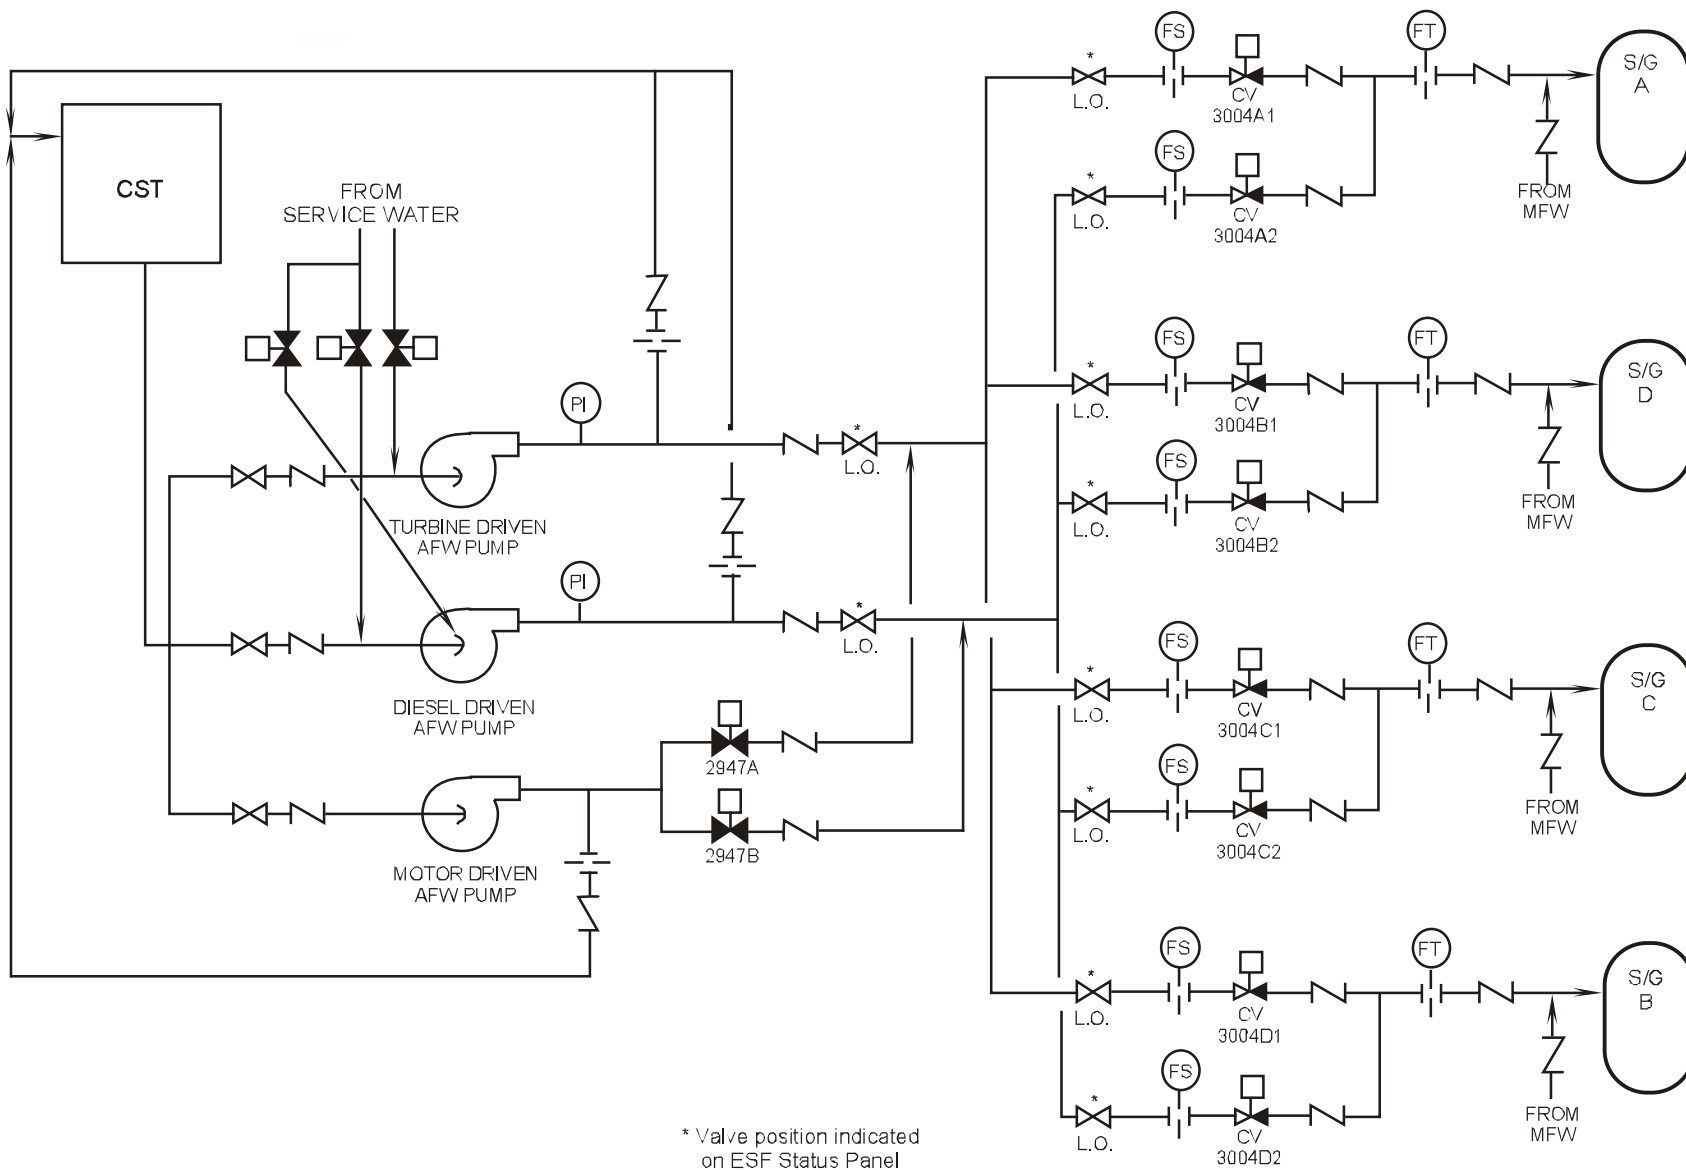 FS
FT
S/G
A
*
L.O.
CV
3004A1
FS
CST
FROM
SERVICE WATER
*
L.O.
CV
3004A2
FROM
MFW
FS
FT
S/G
D
*
L.O.
CV
3004B1
PI
*
L.O.
FS
*
L.O.
CV
3004B2
FROM
MFW
TURBINE DRIVEN
AFW PUMP
PI
*
L.O.
FS
FT
S/G
C
*
L.O.
CV
3004C1
DIESEL DRIVEN
AFW PUMP
2947A
FS
*
L.O.
CV
3004C2
FROM
MFW
2947B
MOTOR DRIVEN
AFW PUMP
FS
FT
S/G
B
*
L.O.
CV
3004D1
FS
*
L.O.
CV
3004D2
FROM
MFW
* Valve position indicated
on ESF Status Panel